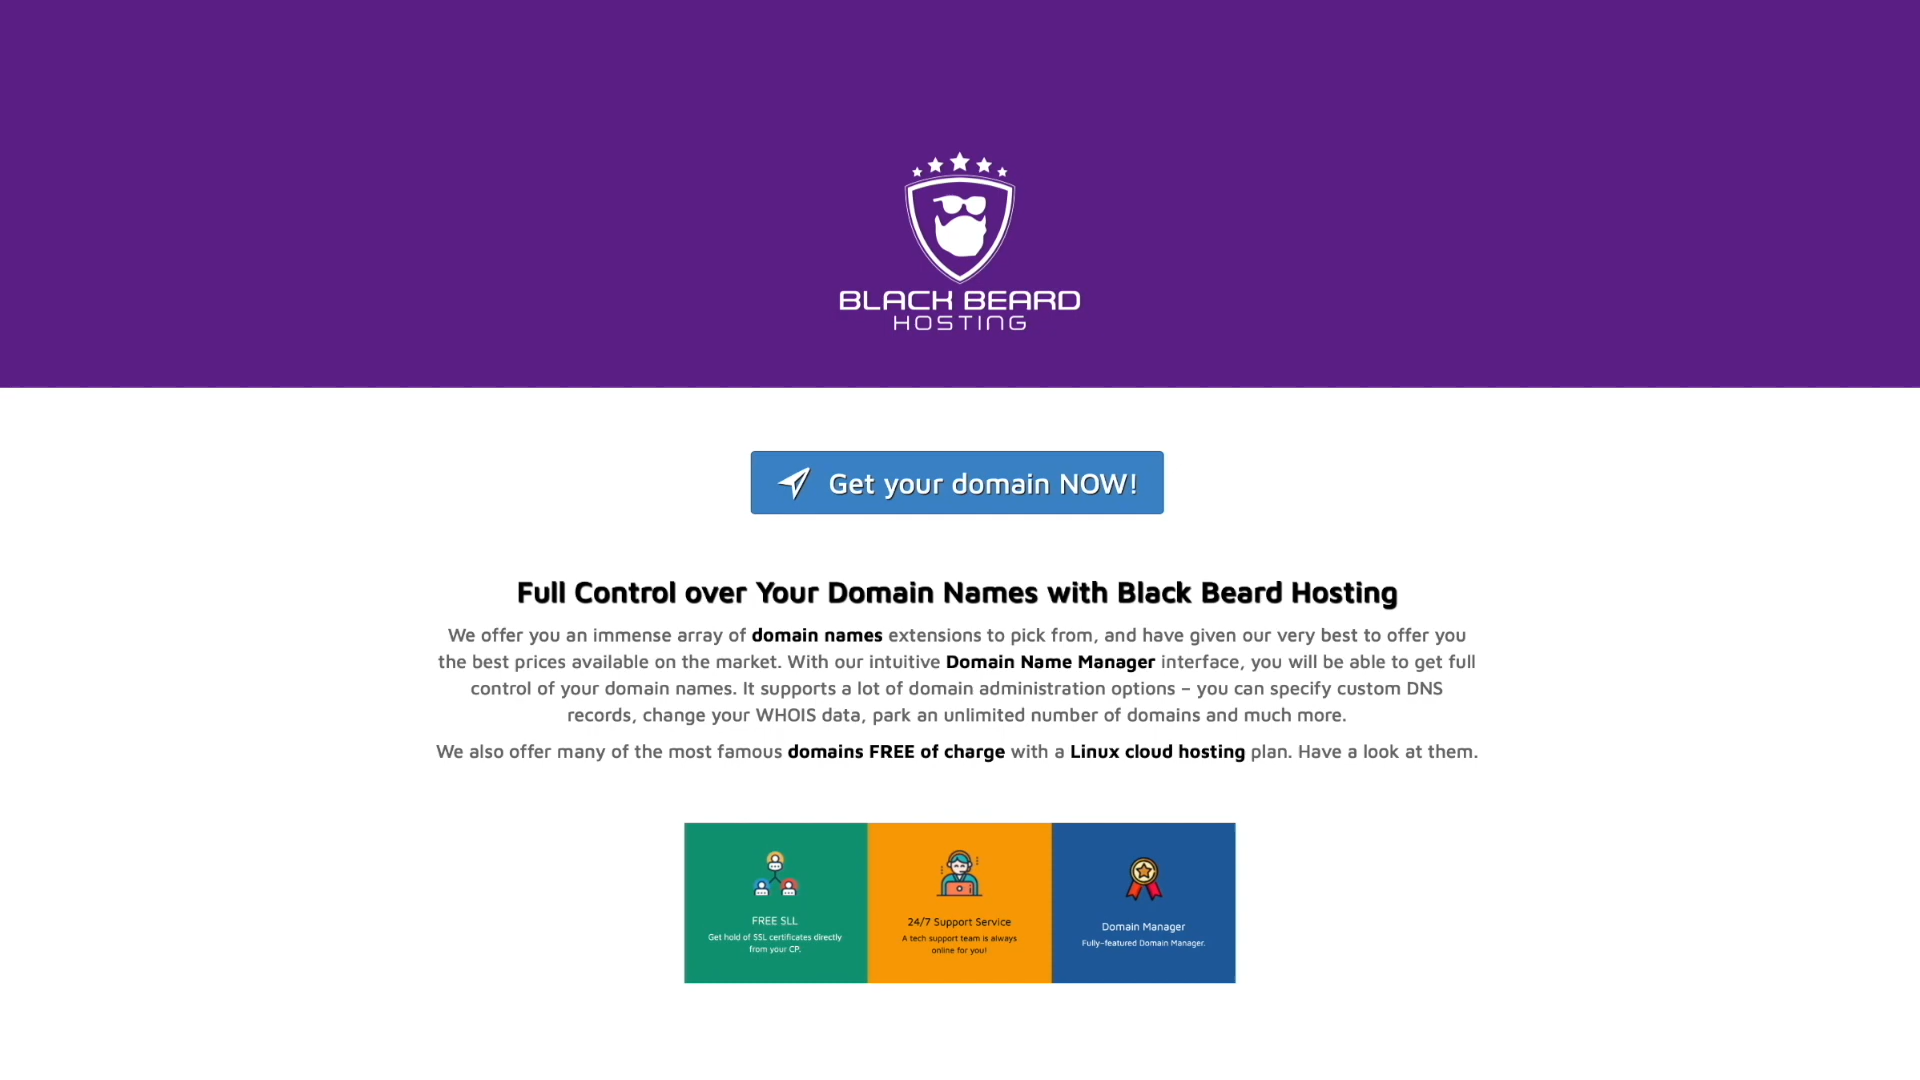 BLACK BEARD
HOSTING
Get your domain NOW!
Full Control over Your Domain Names with Black Beard Hosting
We offer you an immense array of domain names extensions to pick from, and have given our very best to offer you
the best prices available on the market. With our intuitive Domain Name Manager interface, you will be able to get full
control of your domain names. It supports a lot of domain administration options – you can specify custom DNS
records, change your WHOIS data, park an unlimited number of domains and much more.
We also offer many of the most famous domains FREE of charge with a Linux cloud hosting plan. Have a look at them.
FREE SLL
Get hold of SSL certificates directly
from your CP.
24/7 Support Service
A tech support team is always
online for you!
Domain Manager
Fully-featured Domain Manager.